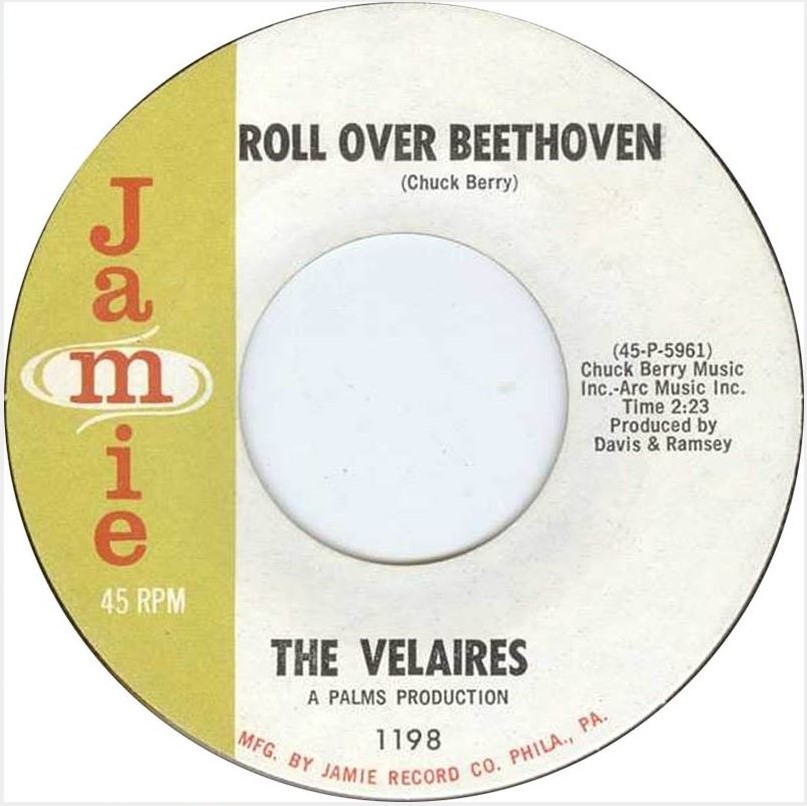 ROLL OVER BEETHOVEN
(Chuck Berry)
Jamie
45 RPM
(45-P-5961)
Chuck Berry Music
Inc.-Arc Music Inc.
Time 2:23
Produced by
Davis & Ramsey
THE VELAIRES
A PALMS PRODUCTION
1198
MFG. BY JAMIE RECORD CO. PHILA., PA.